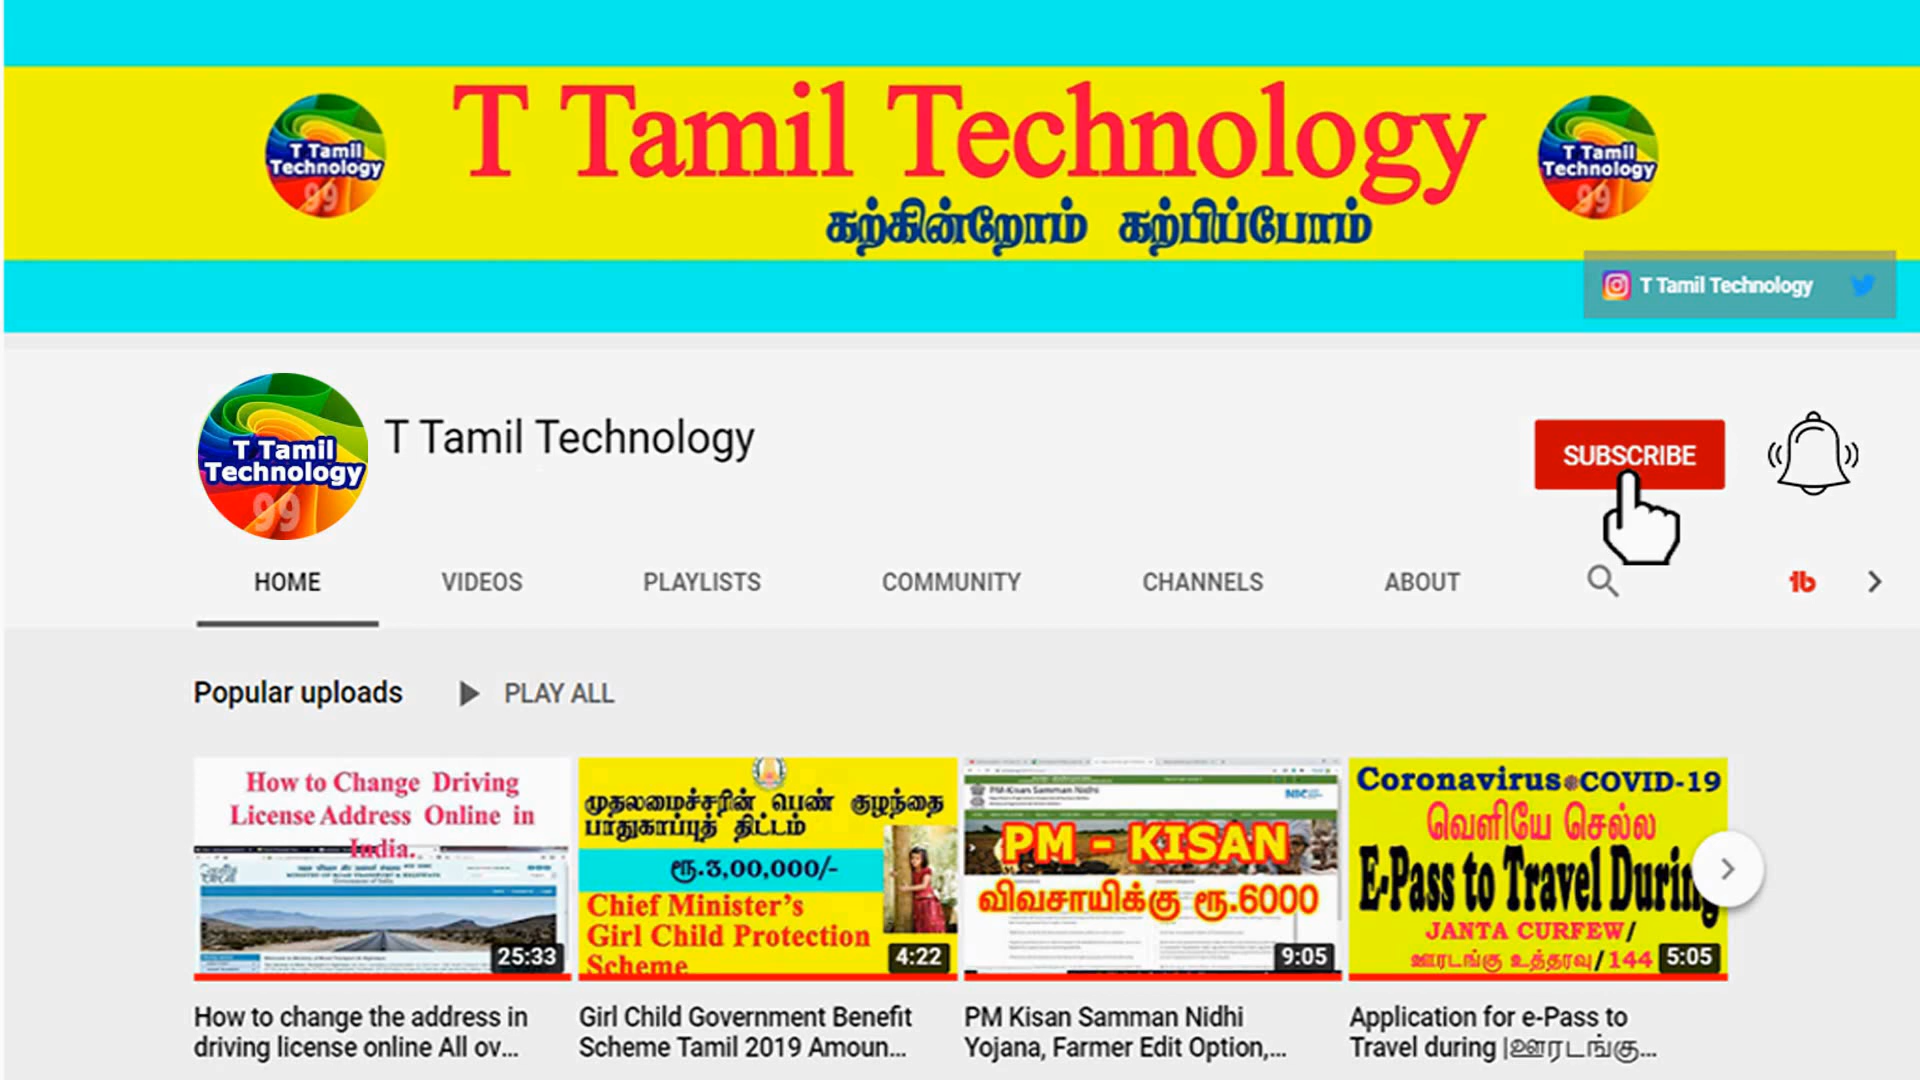 T Tamil Technology
கற்கின்றோம் கற்பிப்போம்
T Tamil
Technology
99
T Tamil
Technology
99
T Tamil Technology
T Tamil
Technology
99
T Tamil Technology
SUBSCRIBE
HOME VIDEOS PLAYLISTS COMMUNITY CHANNELS ABOUT
Popular uploads PLAY ALL
How to Change Driving
License Address Online in
India.
25:33
முதலமைச்சரின் பெண் குழந்தை
பாதுகாப்புத் திட்டம்
ரூ.3,00,000/-
Chief Minister's
Girl Child Protection
Scheme
4:22
PM-Kisan Samman Nidhi
NIC
PM - KISAN
விவசாயிக்கு ரூ.6000
9:05
Coronavirus COVID-19
வெளியே செல்ல
E-Pass to Travel During
JANTA CURFEW/
ஊரடங்கு உத்தரவு/144
5:05
How to change the address in
driving license online All ov...
Girl Child Government Benefit
Scheme Tamil 2019 Amoun...
PM Kisan Samman Nidhi
Yojana, Farmer Edit Option,...
Application for e-Pass to
Travel during |ஊரடங்கு...